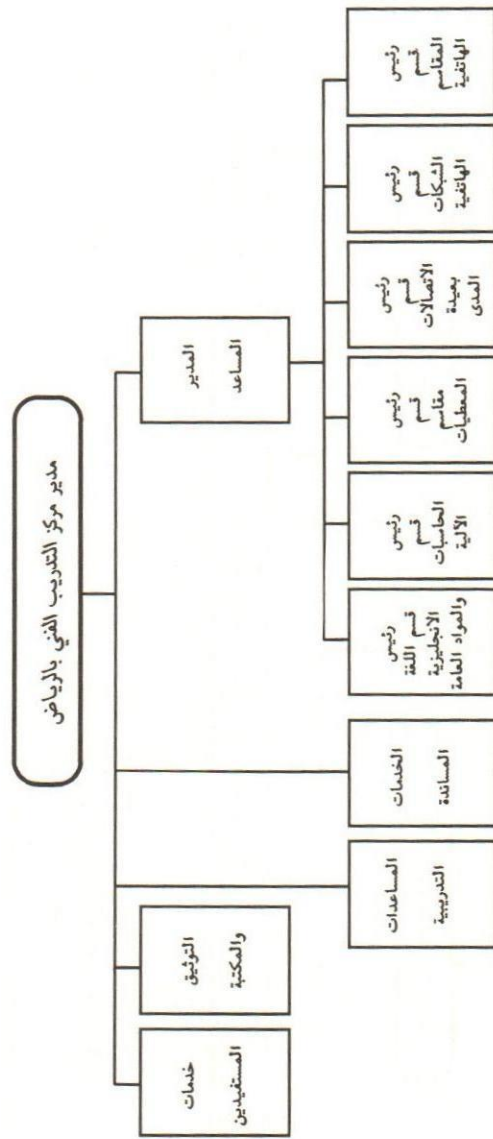 مدير مركز التدريب الفني بالرياض
المدير
المساعد
التوثيق
والمكتبة
خدمات
المستفيدين
رئيس
قسم
المقاسم
الهاتفية
رئيس
قسم
الشبكات
الهاتفية
رئيس
قسم
الاتصالات
بعيدة
المدى
رئيس
قسم
مقاسم
المعطيات
رئيس
قسم
الحاسبات
الآلية
رئيس
قسم اللغة
الانجليزية
والمواد العامة
الخدمات
المساندة
المساعدات
التدريبية